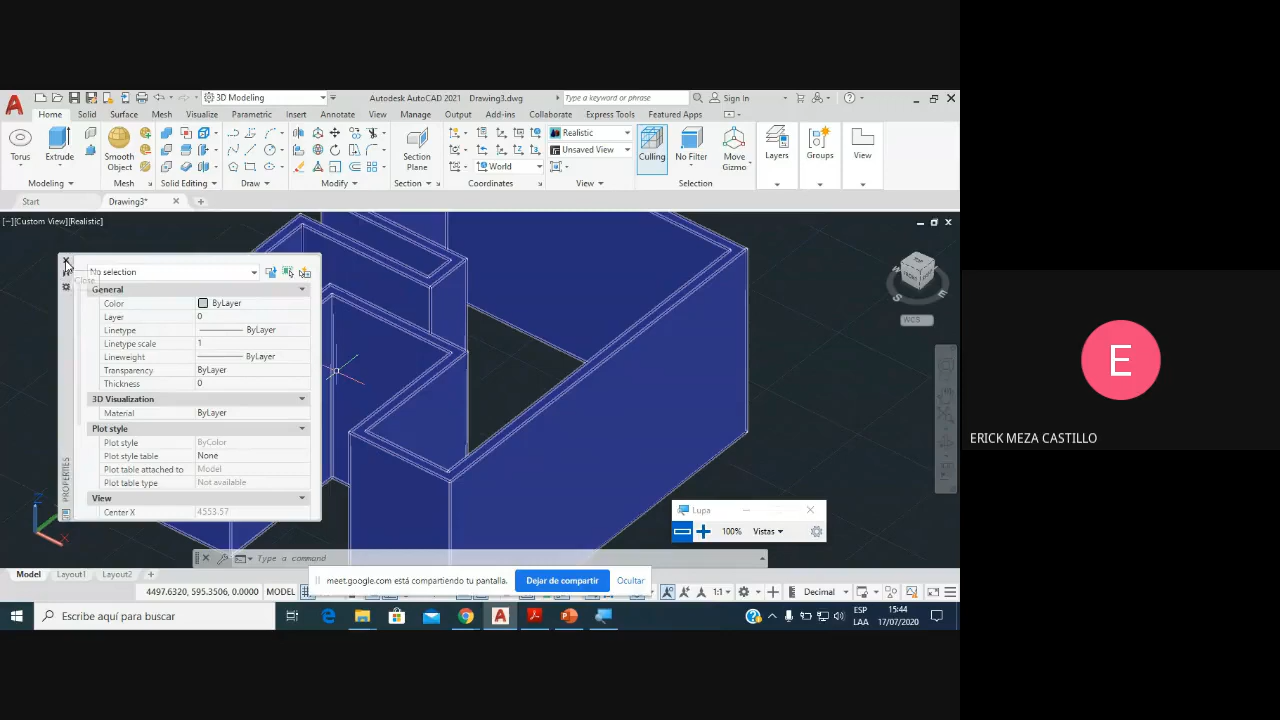 3D Modeling
Autodesk AutoCAD 2021 Drawing3.dwg
Type a keyword or phrase
Sign In
Home Solid Surface Mesh Visualize Parametric Insert Annotate View Manage Output Add-ins Collaborate Express Tools Featured Apps
Torus
Extrude
Smooth
Object
Section
Plane
Realistic
Unsaved View
World
Culling
No Filter
Move
Gizmo
Layers
Groups
View
Modeling
Mesh
Solid Editing
Draw
Modify
Section
Coordinates
View
Selection
Start
Drawing3*
[−][Custom View][Realistic]
No selection
Close
General
Color ByLayer
Layer 0
Linetype ByLayer
Linetype scale 1
Lineweight ByLayer
Transparency ByLayer
Thickness 0
3D Visualization
Material ByLayer
Plot style
Plot style ByColor
Plot style table None
Plot table attached to Model
Plot table type Not available
View
Center X 4553.57
PROPERTIES
WCS
Z
X
Lupa
100% Vistas
Type a command
Model Layout1 Layout2
meet.google.com está compartiendo tu pantalla.
Dejar de compartir
Ocultar
4497.6320, 595.3506, 0.0000 MODEL
1:1
Decimal
Escribe aquí para buscar
ESP
LAA
15:44
17/07/2020
E
ERICK MEZA CASTILLO